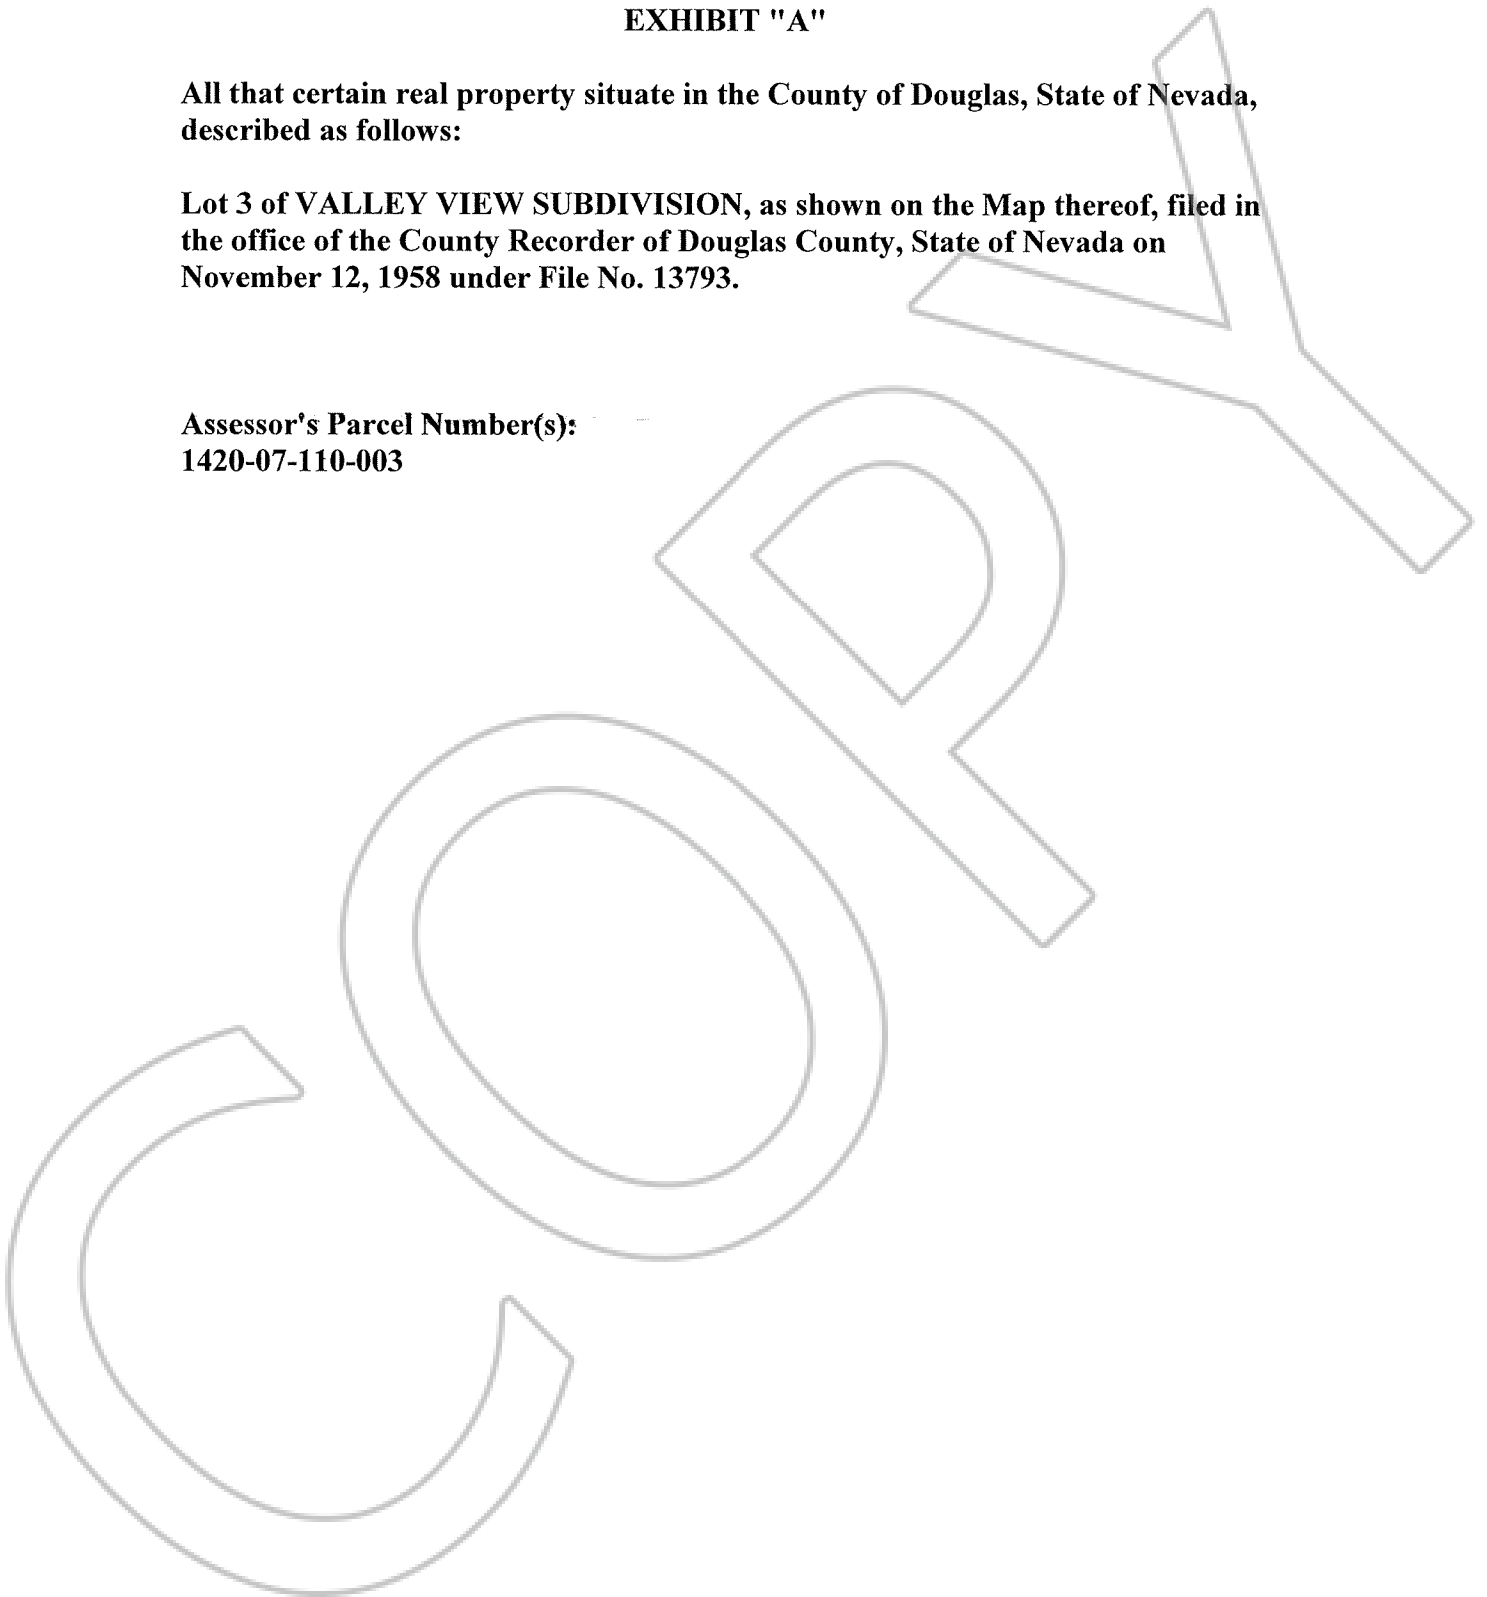 EXHIBIT "A"
All that certain real property situate in the County of Douglas, State of Nevada,
described as follows:
Lot 3 of VALLEY VIEW SUBDIVISION, as shown on the Map thereof, filed in
the office of the County Recorder of Douglas County, State of Nevada on
November 12, 1958 under File No. 13793.
Assessor's Parcel Number(s):
1420-07-110-003
COPY